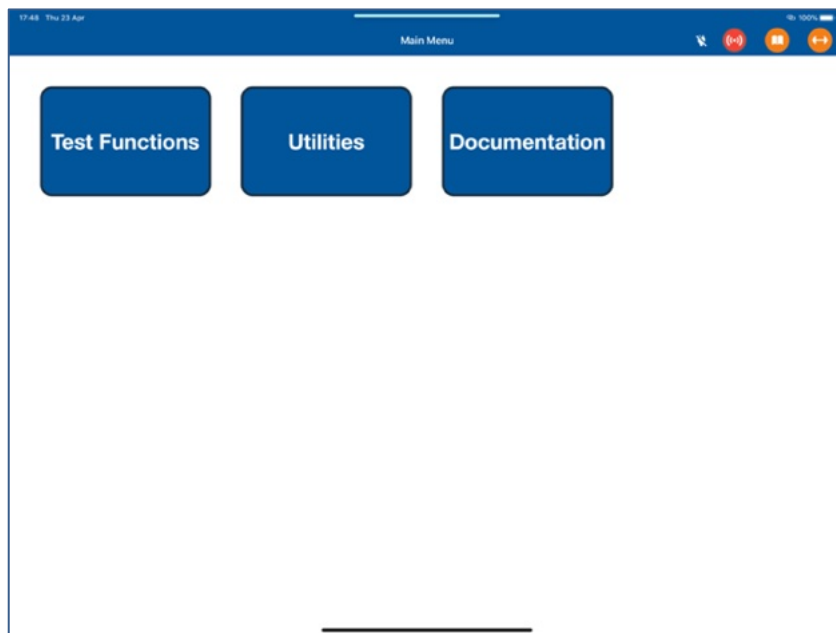 17:48 Thu 23 Apr
100%
Main Menu
Test Functions
Utilities
Documentation